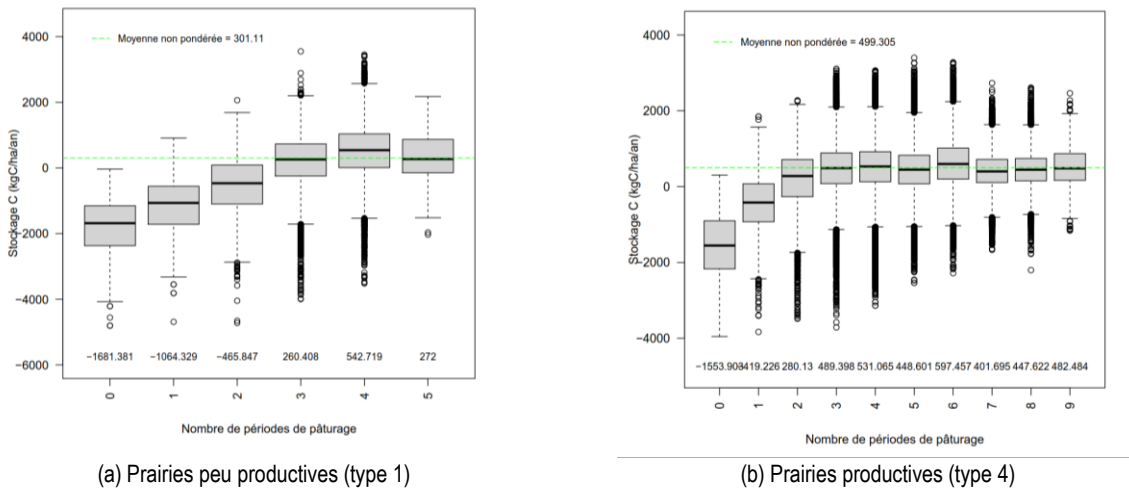 4000
2000
0
−2000
−4000
−6000
Stockage C (kgC/ha/an)
Moyenne non pondérée = 301.11
−1681.381 −1064.329 −465.847 260.408 542.719 272
0 1 2 3 4 5
Nombre de périodes de pâturage
(a) Prairies peu productives (type 1)
4000
2000
0
−2000
−4000
Stockage C (kgC/ha/an)
Moyenne non pondérée = 499.305
280.13 489.398 531.065 448.601 597.457 401.695 447.622 482.484
0 1 2 3 4 5 6 7 8 9
Nombre de périodes de pâturage
(b) Prairies productives (type 4)